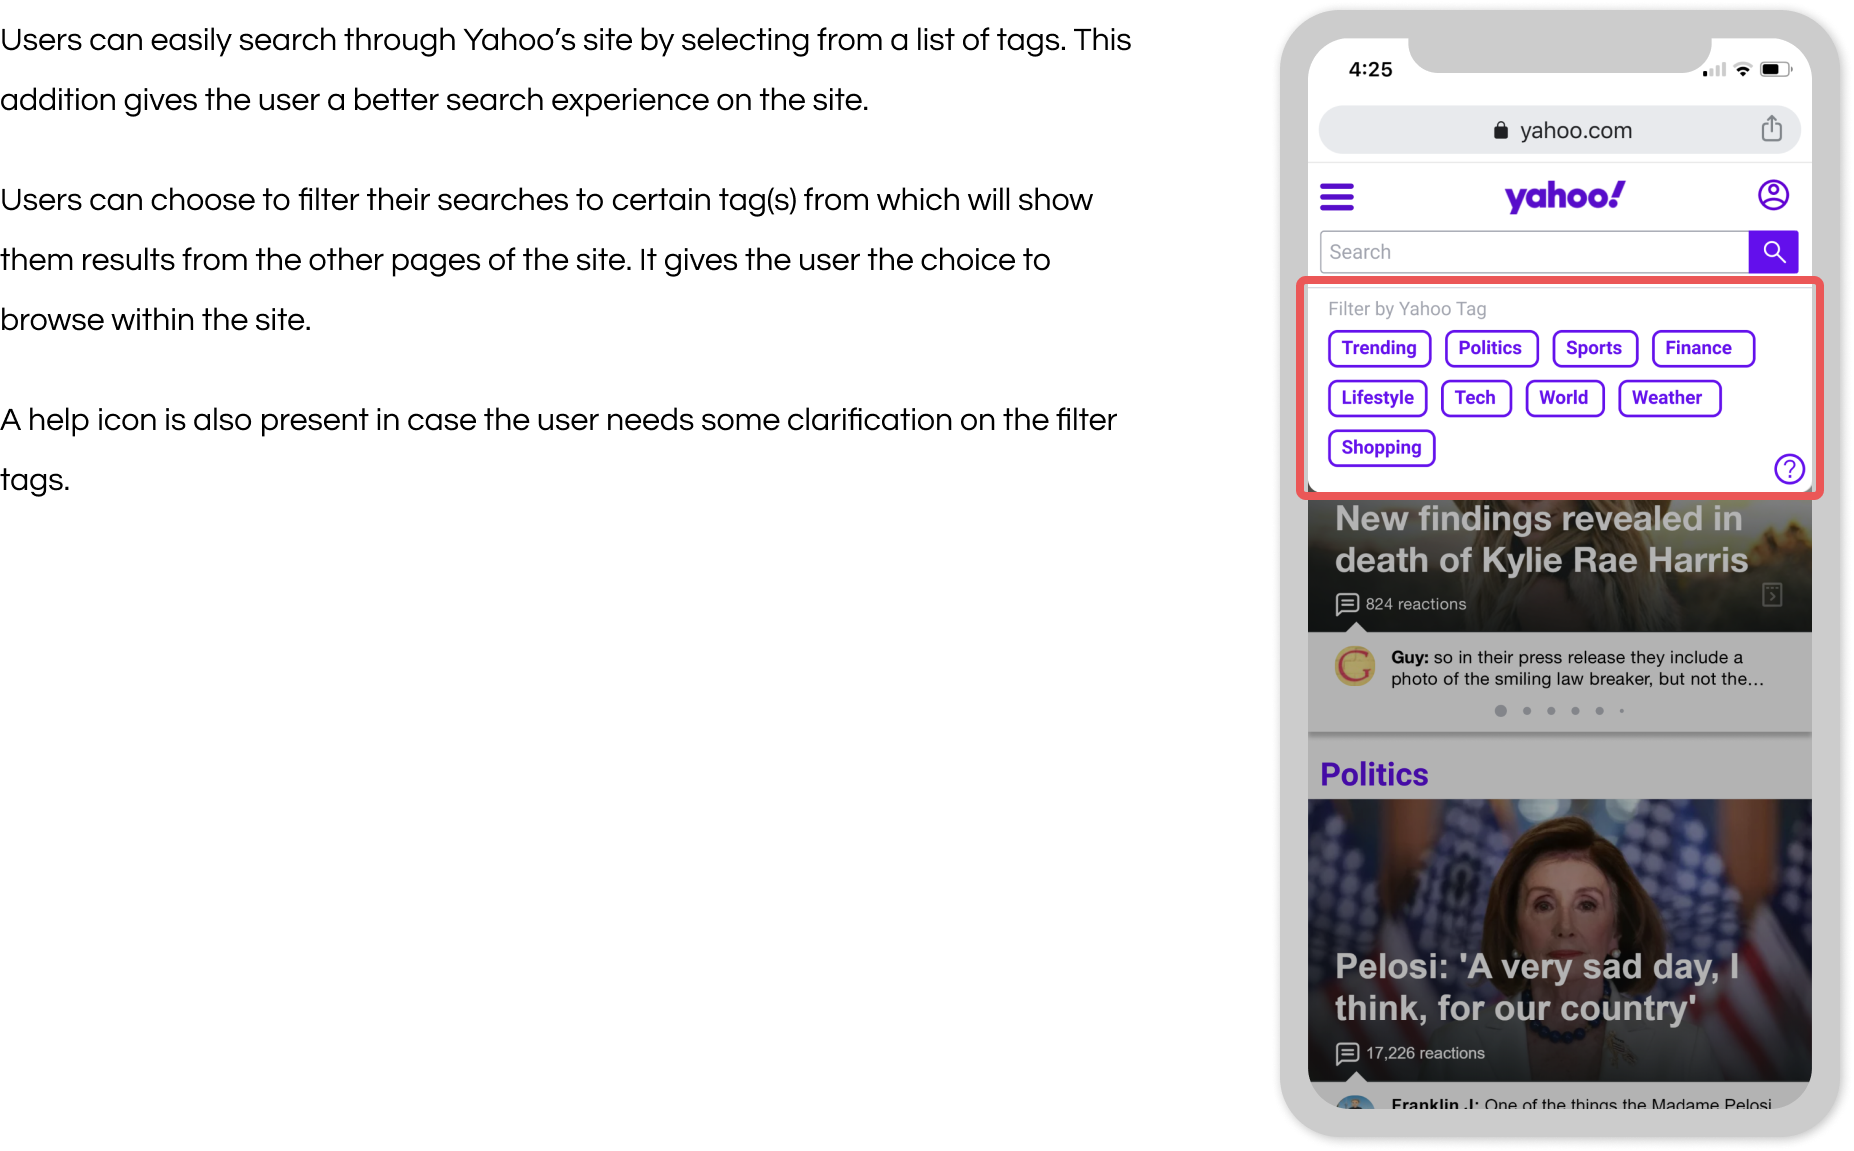 Users can easily search through Yahoo’s site by selecting from a list of tags. This
addition gives the user a better search experience on the site.
Users can choose to filter their searches to certain tag(s) from which will show
them results from the other pages of the site. It gives the user the choice to
browse within the site.
A help icon is also present in case the user needs some clarification on the filter
tags.
4:25
yahoo.com
yahoo!
Search
Filter by Yahoo Tag
Trending Politics Sports Finance
Lifestyle Tech World Weather
Shopping
?
New findings revealed in
death of Kylie Rae Harris
824 reactions
G
Guy: so in their press release they include a
photo of the smiling law breaker, but not the...
Politics
Pelosi: 'A very sad day, I
think, for our country'
17,226 reactions
Franklin J: One of the things the Madame Pelosi